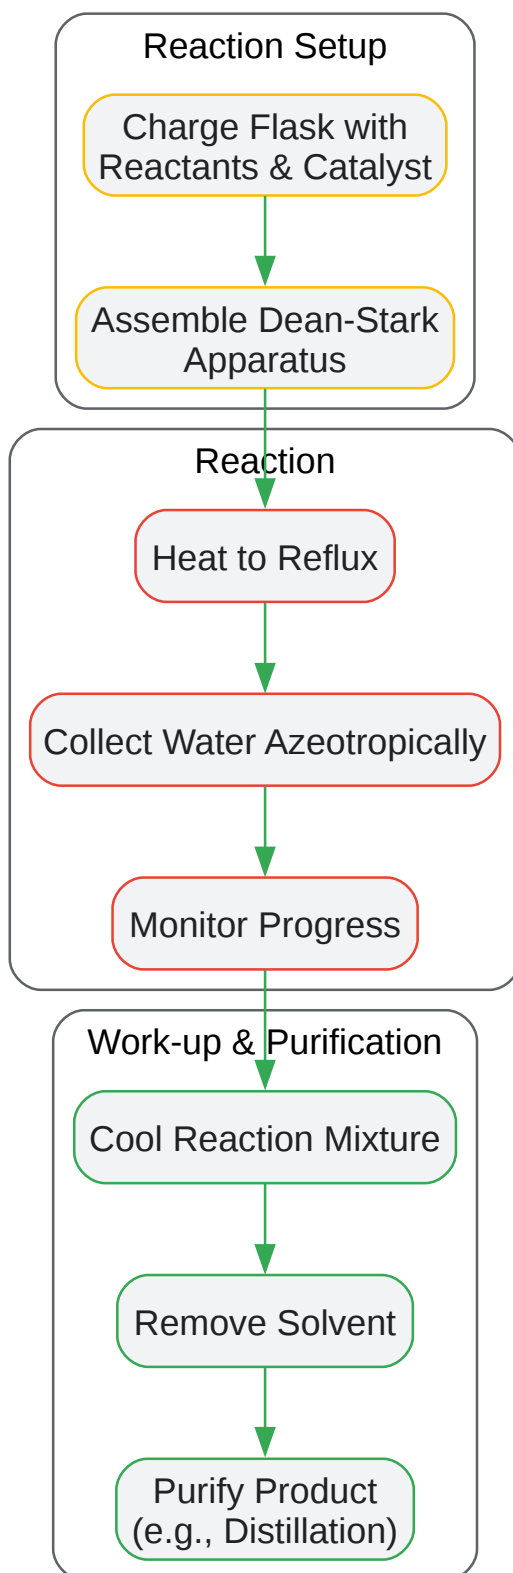 Reaction Setup
Charge Flask with
Reactants & Catalyst
Assemble Dean-Stark
Apparatus
Reaction
Heat to Reflux
Collect Water Azeotropically
Monitor Progress
Work-up & Purification
Cool Reaction Mixture
Remove Solvent
Purify Product
(e.g., Distillation)